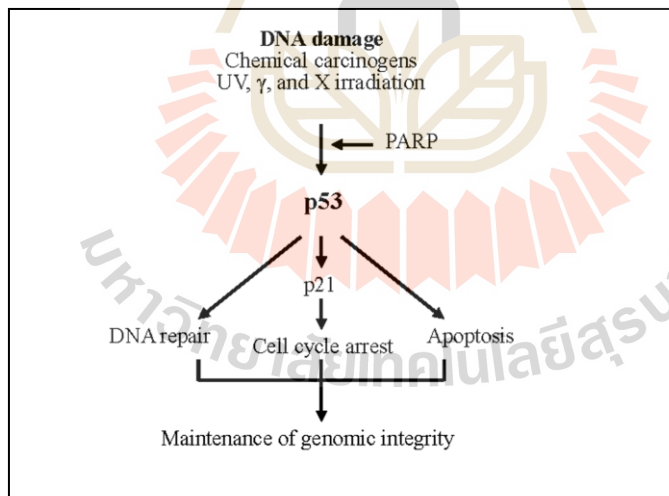 DNA damage
Chemical carcinogens
UV, γ, and X irradiation
PARP
p53
p21
DNA repair
Cell cycle arrest
Apoptosis
Maintenance of genomic integrity
มหาวิทยาลัยเทคโนโลยีสุรน